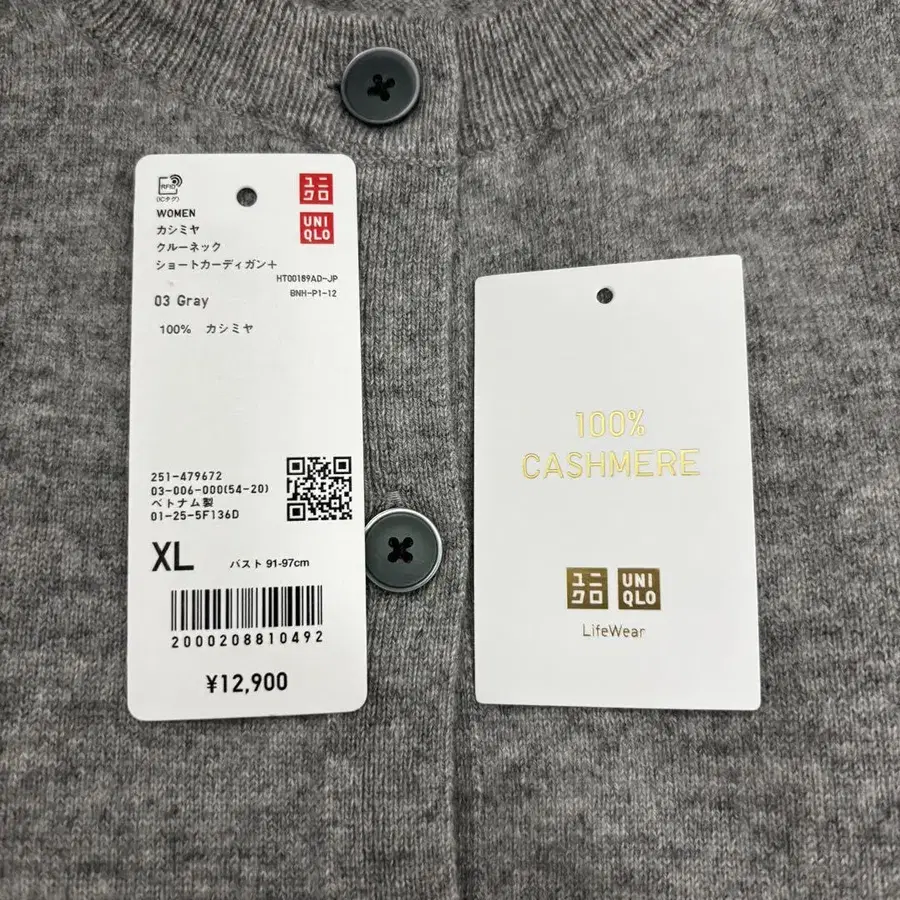 RFID
(ICタグ)
ユニ
クロ
UNI
QLO
WOMEN
カシミヤ
クルーネック
ショートカーディガン+
HT00189AD-JP
BNH-P1-12
03 Gray
100% カシミヤ
251-479672
03-006-000(54-20)
ベトナム製
01-25-5F136D
XL バスト 91-97cm
2000208810492
¥12,900
100%
CASHMERE
ユニ
クロ
UNI
QLO
LifeWear